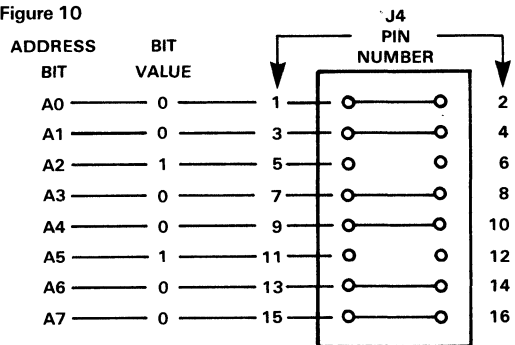 Figure 10
J4
PIN
NUMBER
ADDRESS
BIT
BIT
VALUE
A0 0 1 2
A1 0 3 4
A2 1 5 6
A3 0 7 8
A4 0 9 10
A5 1 11 12
A6 0 13 14
A7 0 15 16